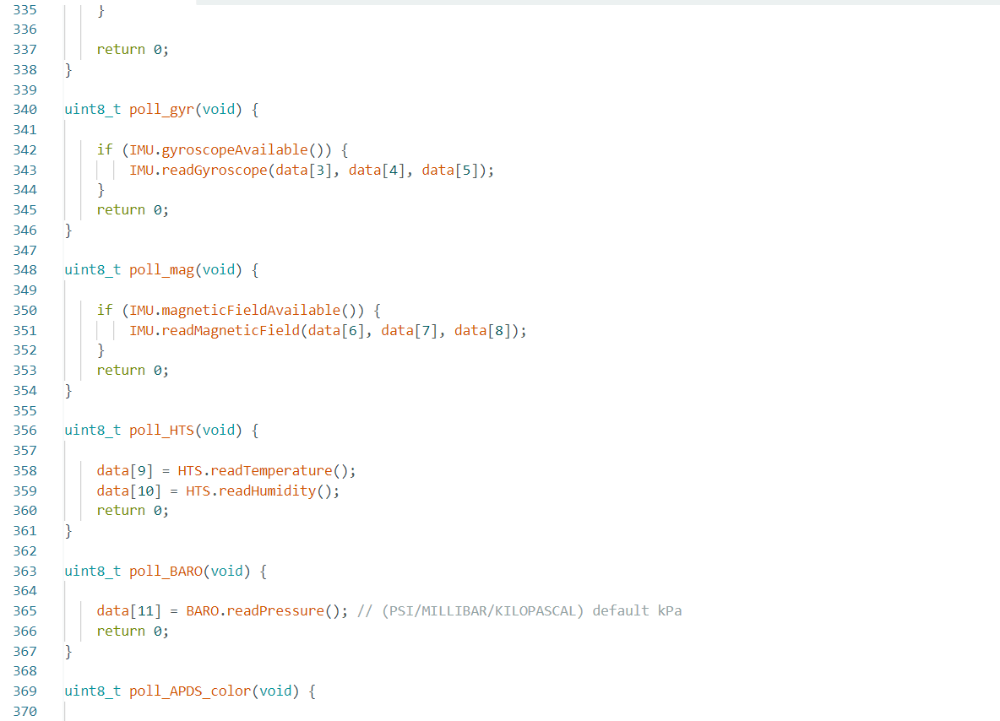 335 }
336
337 return 0;
338 }
339
340 uint8_t poll_gyr(void) {
341
342 if (IMU.gyroscopeAvailable()) {
343 IMU.readGyroscope(data[3], data[4], data[5]);
344 }
345 return 0;
346 }
347
348 uint8_t poll_mag(void) {
349
350 if (IMU.magneticFieldAvailable()) {
351 IMU.readMagneticField(data[6], data[7], data[8]);
352 }
353 return 0;
354 }
355
356 uint8_t poll_HTS(void) {
357
358 data[9] = HTS.readTemperature();
359 data[10] = HTS.readHumidity();
360 return 0;
361 }
362
363 uint8_t poll_BARO(void) {
364
365 data[11] = BARO.readPressure(); // (PSI/MILLIBAR/KILOPASCAL) default kPa
366 return 0;
367 }
368
369 uint8_t poll_APDS_color(void) {
370